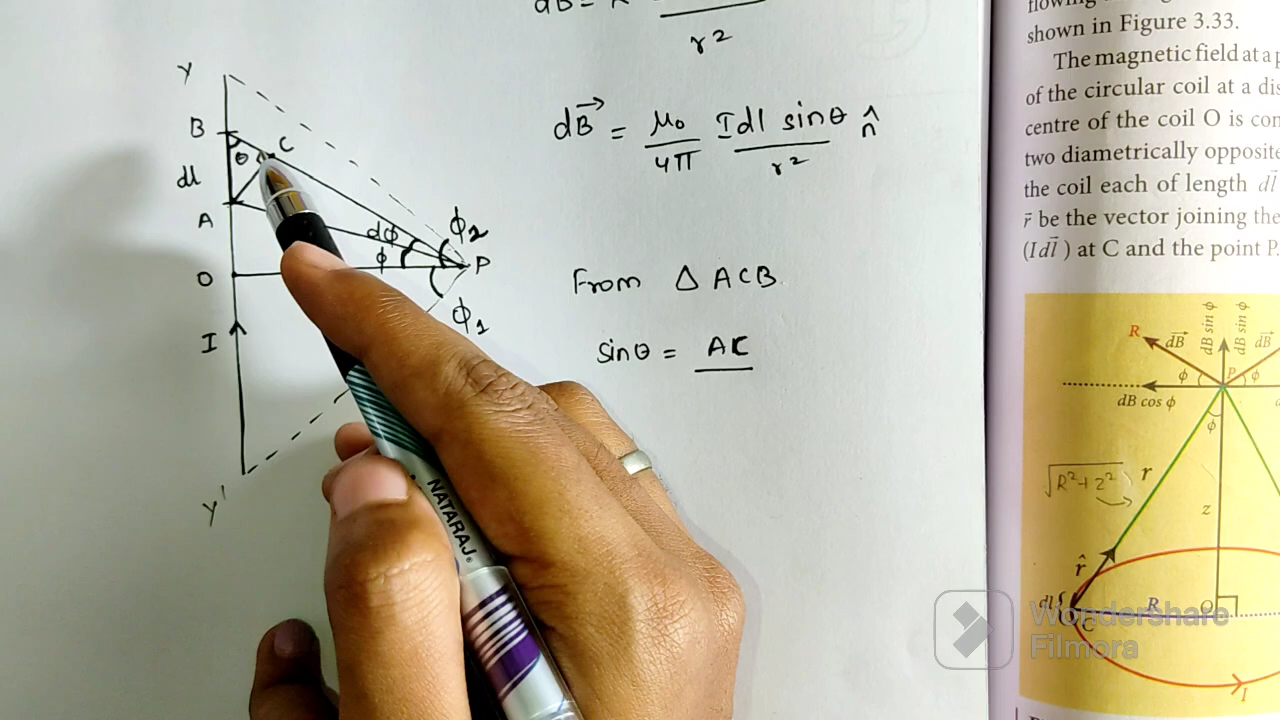 r²
dB⃗ = μ₀ Idl sinθ n̂
4π r²
From Δ ACB
sinθ = AC
Y
B
θ
C
dl
A
dϕ
ϕ
ϕ₂
O
P
ϕ₁
I
Y'
NATARAJ
shown in Figure 3.33.
The magnetic field at a
of the circular coil at a
centre of the coil O is
two diametrically opposite
the coil each of length dl⃗
r⃗ be the vector joining the
(Idl⃗) at C and the point P.
R
dB⃗
dB sin ϕ
dB sin ϕ
dB⃗
ϕ
P
ϕ
dB cos ϕ
ϕ
√R²+z²
r
z
r̂
dl
C
R
O
I
Wondershare
Filmora